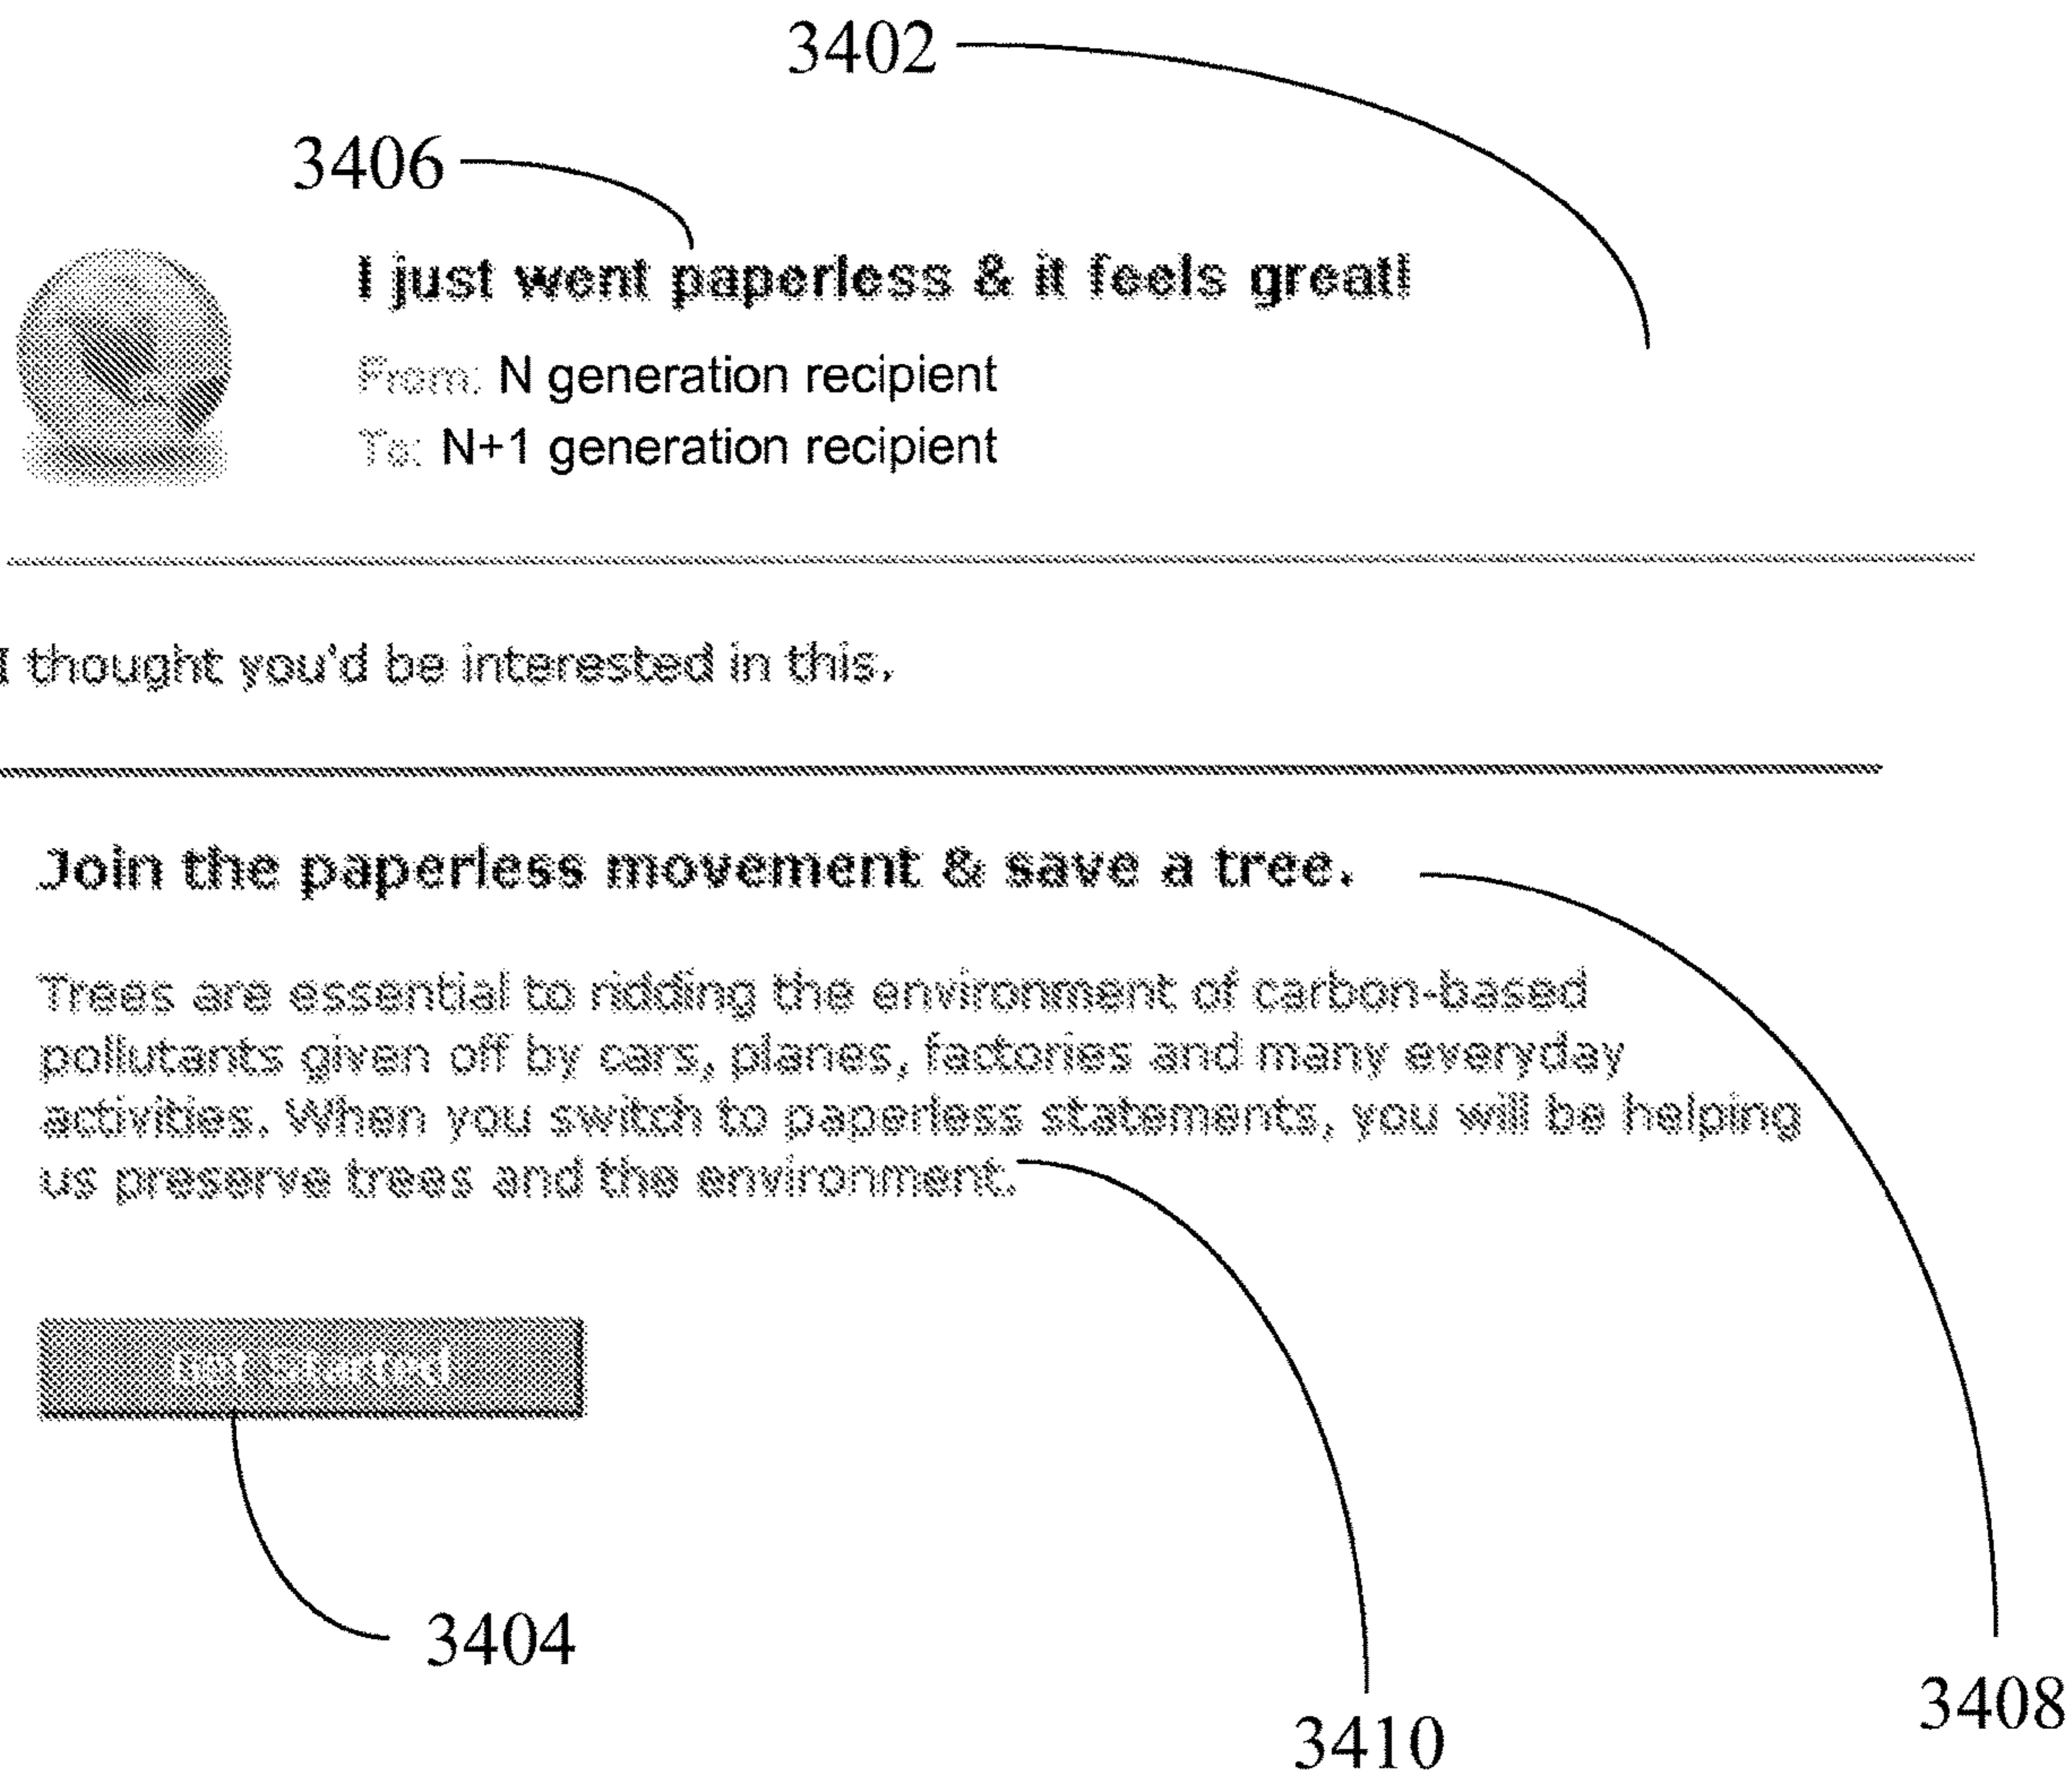 3402
3406
I just went paperless & it feels great!
From: N generation recipient
To: N+1 generation recipient
I thought you'd be interested in this.
Join the paperless movement & save a tree.
Trees are essential to ridding the environment of carbon-based
pollutants given off by cars, planes, factories and many everyday
activities. When you switch to paperless statements, you will be helping
us preserve trees and the environment.
Get Started
3404
3408
3410